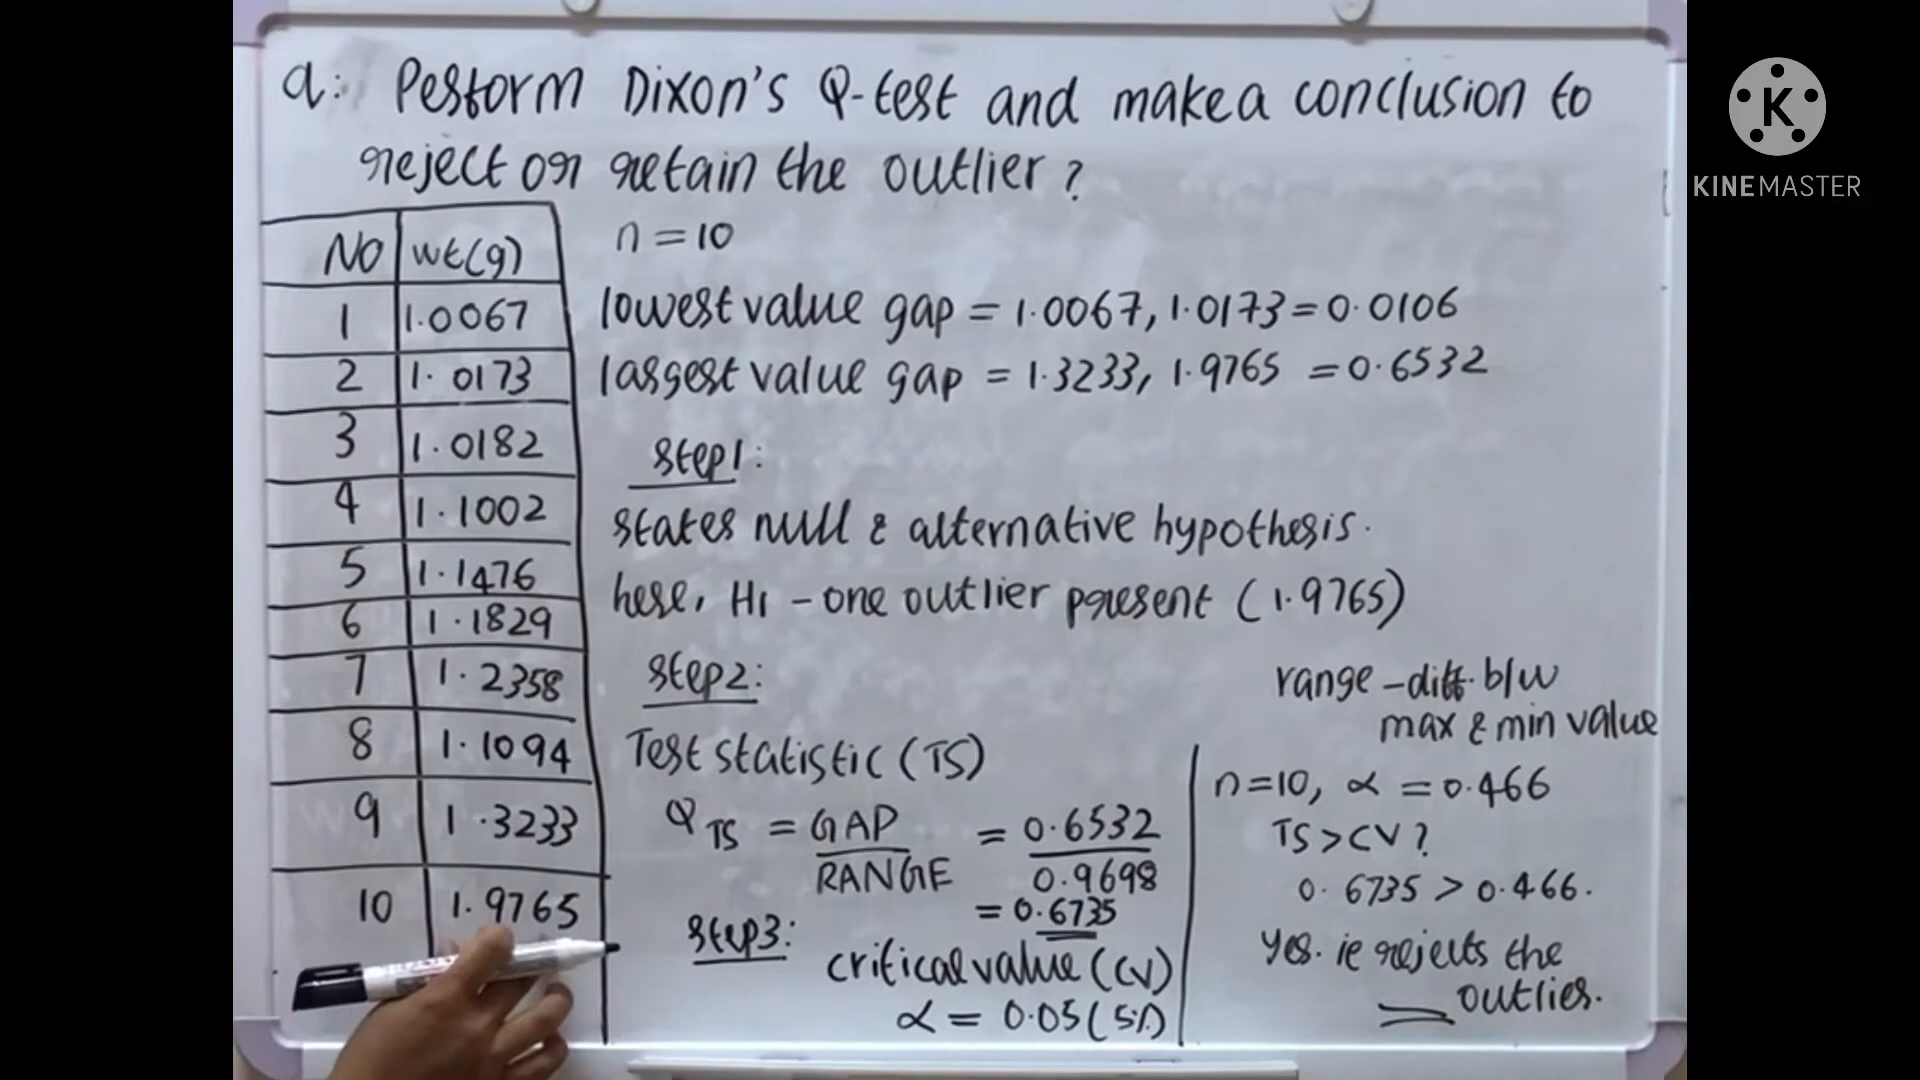 Q: Perform Dixon's Q-test and make a conclusion to
reject or retain the outlier?
No wt(g)
1 1.0067
2 1.0173
3 1.0182
4 1.1002
5 1.1476
6 1.1829
7 1.2358
8 1.1094
9 1.3233
10 1.9765
n = 10
lowest value gap = 1.0067, 1.0173 = 0.0106
largest value gap = 1.3233, 1.9765 = 0.6532
Step1:
states null & alternative hypothesis.
here, H1 - one outlier present (1.9765)
Step2:
Test statistic (TS)
Q TS = GAP / RANGE = 0.6532 / 0.9698
= 0.6735
Step3:
critical value (CV)
α = 0.05 (5%)
range - diff. b/w
max & min value
n=10, α = 0.466
TS > CV?
0.6735 > 0.466.
Yes. ie rejects the
outlier.
K
KINEMASTER